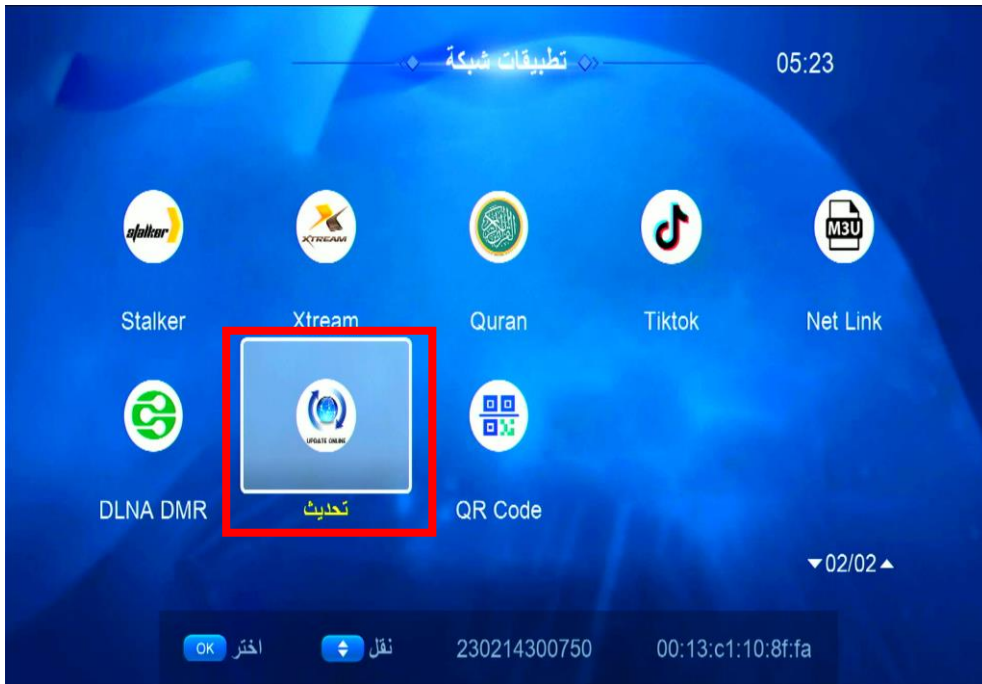 تطبيقات شبكة
05:23
stalker
XTREAM
M3U
Stalker
Xtream
Quran
Tiktok
Net Link
UPDATE ONLINE
DLNA DMR
تحديث
QR Code
02/02
OK اختر
نقل
230214300750
00:13:c1:10:8f:fa